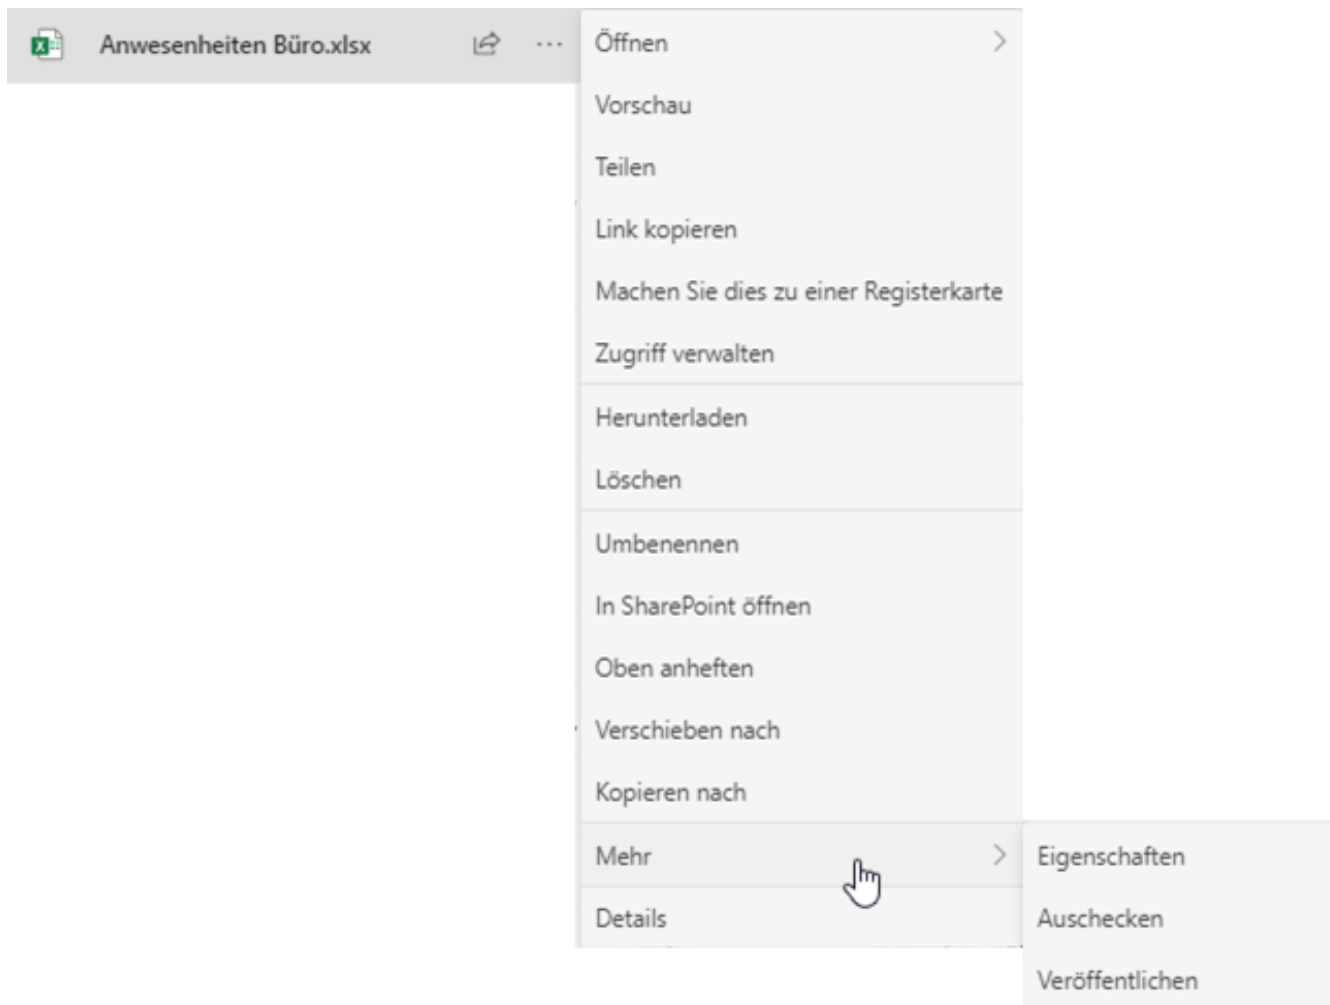 Anwesenheiten Büro.xlsx
Öffnen
Vorschau
Teilen
Link kopieren
Machen Sie dies zu einer Registerkarte
Zugriff verwalten
Herunterladen
Löschen
Umbenennen
In SharePoint öffnen
Oben anheften
Verschieben nach
Kopieren nach
Mehr
Eigenschaften
Details
Auschecken
Veröffentlichen